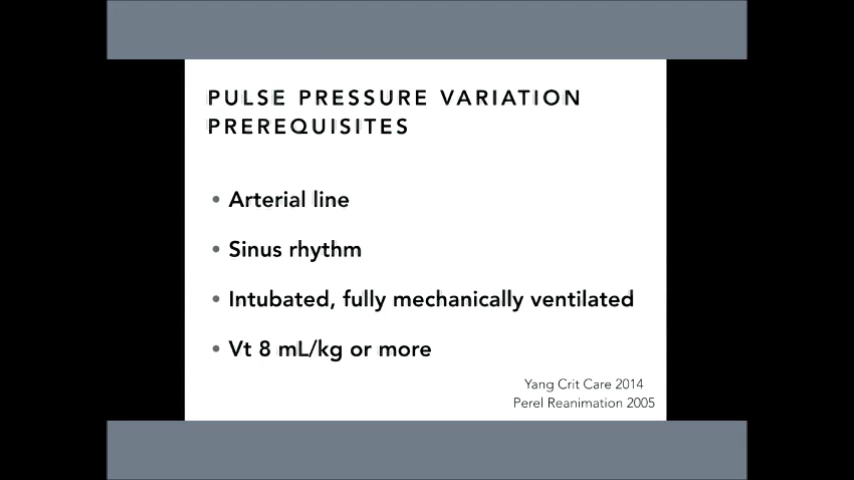 PULSE PRESSURE VARIATION
PREREQUISITES
• Arterial line
• Sinus rhythm
• Intubated, fully mechanically ventilated
• Vt 8 mL/kg or more
Yang Crit Care 2014
Perel Reanimation 2005